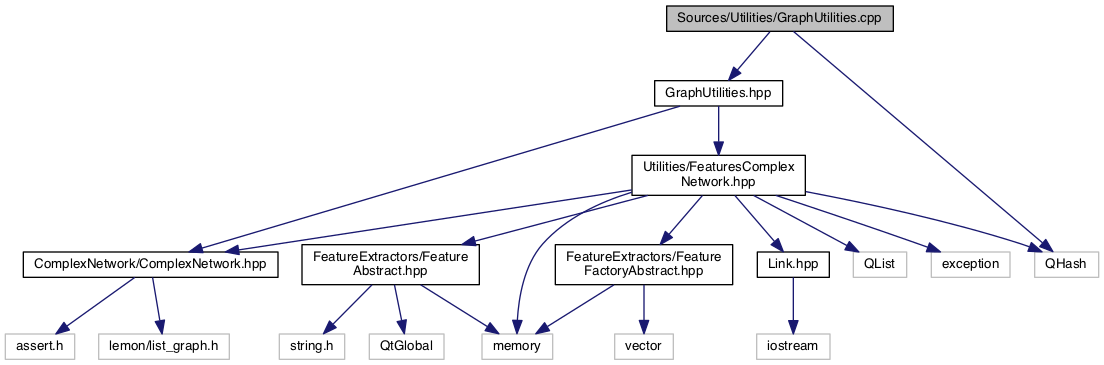 Sources/Utilities/GraphUtilities.cpp
GraphUtilities.hpp
Utilities/FeaturesComplex
Network.hpp
ComplexNetwork/ComplexNetwork.hpp
FeatureExtractors/Feature
Abstract.hpp
FeatureExtractors/Feature
FactoryAbstract.hpp
Link.hpp
QList
exception
QHash
assert.h
lemon/list_graph.h
string.h
QtGlobal
memory
vector
iostream